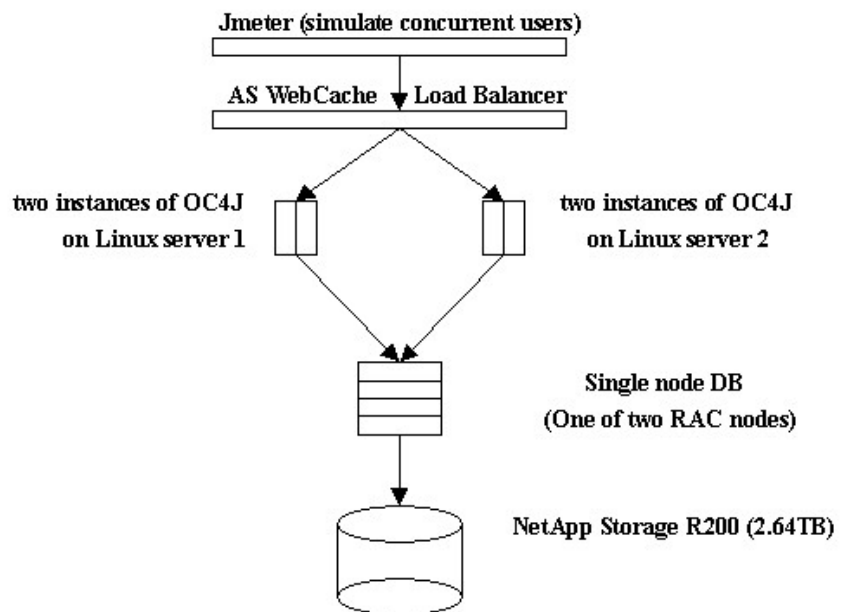 Jmeter (simulate concurrent users)
AS WebCache Load Balancer
two instances of OC4J
on Linux server 1
two instances of OC4J
on Linux server 2
Single node DB
(One of two RAC nodes)
NetApp Storage R200 (2.64TB)